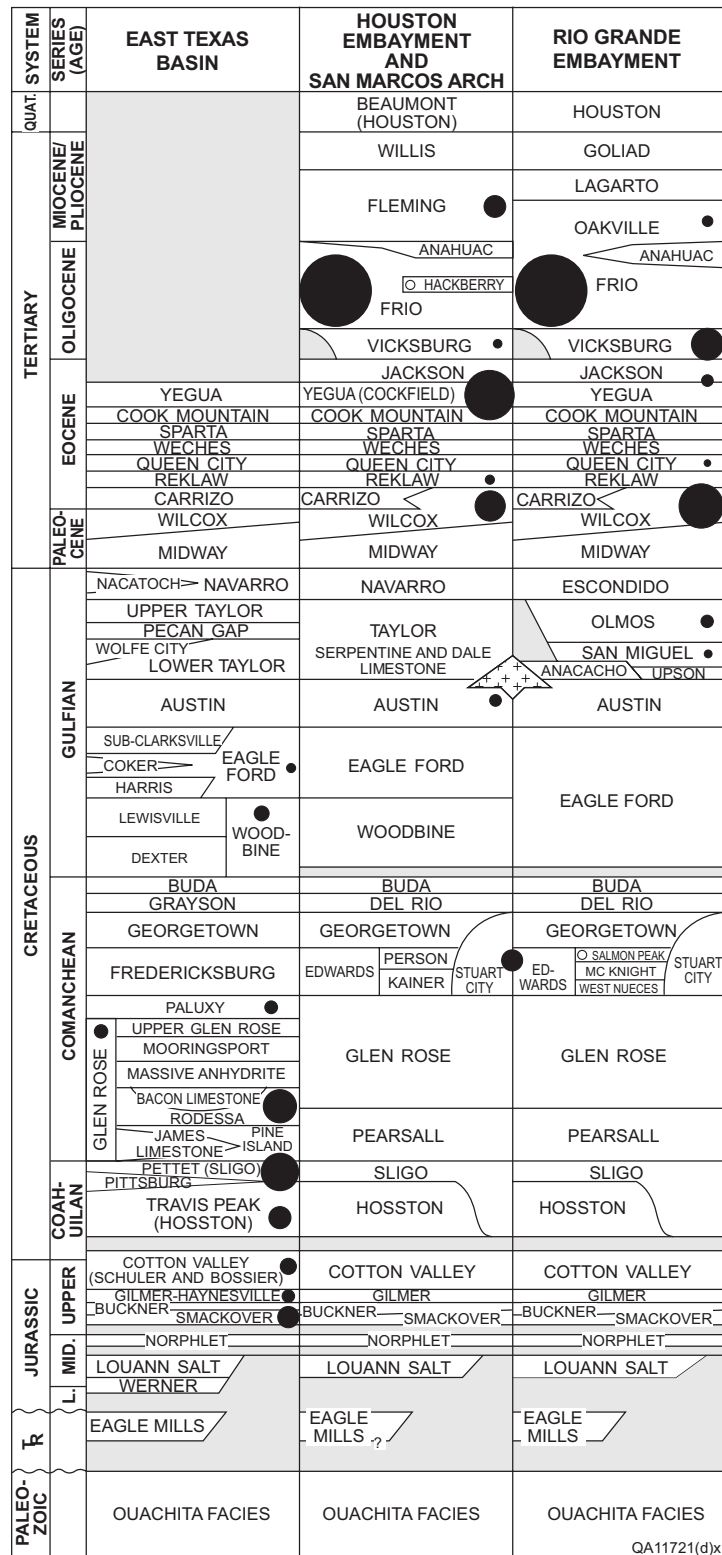 SYSTEM
SERIES
(AGE)
EAST TEXAS
BASIN
HOUSTON
EMBAYMENT
AND
SAN MARCOS ARCH
RIO GRANDE
EMBAYMENT
QUAT.
BEAUMONT
(HOUSTON)
HOUSTON
TERTIARY
MIOCENE/
PLIOCENE
WILLIS
GOLIAD
LAGARTO
FLEMING
OAKVILLE
OLIGOCENE
ANAHUAC
ANAHUAC
HACKBERRY
FRIO
FRIO
VICKSBURG
VICKSBURG
EOCENE
JACKSON
JACKSON
YEGUA
YEGUA (COCKFIELD)
YEGUA
COOK MOUNTAIN
COOK MOUNTAIN
COOK MOUNTAIN
SPARTA
SPARTA
SPARTA
WECHES
WECHES
WECHES
QUEEN CITY
QUEEN CITY
QUEEN CITY
REKLAW
REKLAW
REKLAW
CARRIZO
CARRIZO
CARRIZO
PALEO-
CENE
WILCOX
WILCOX
WILCOX
MIDWAY
MIDWAY
MIDWAY
CRETACEOUS
GULFIAN
NACATOCH
NAVARRO
NAVARRO
ESCONDIDO
UPPER TAYLOR
PECAN GAP
WOLFE CITY
LOWER TAYLOR
TAYLOR
SERPENTINE AND DALE
LIMESTONE
OLMOS
SAN MIGUEL
ANACACHO
UPSON
AUSTIN
AUSTIN
AUSTIN
SUB-CLARKSVILLE
COKER
HARRIS
EAGLE
FORD
EAGLE FORD
EAGLE FORD
LEWISVILLE
DEXTER
WOOD-
BINE
WOODBINE
COMANCHEAN
BUDA
BUDA
BUDA
GRAYSON
DEL RIO
DEL RIO
GEORGETOWN
GEORGETOWN
GEORGETOWN
FREDERICKSBURG
EDWARDS
PERSON
KAINER
STUART
CITY
ED-
WARDS
SALMON PEAK
MC KNIGHT
WEST NUECES
STUART
CITY
PALUXY
GLEN ROSE
UPPER GLEN ROSE
MOORINGSPORT
MASSIVE ANHYDRITE
BACON LIMESTONE
RODESSA
JAMES
LIMESTONE
PINE
ISLAND
GLEN ROSE
GLEN ROSE
PEARSALL
PEARSALL
COAH-
UILAN
PETTET (SLIGO)
PITTSBURG
TRAVIS PEAK
(HOSSTON)
SLIGO
HOSSTON
SLIGO
HOSSTON
JURASSIC
UPPER
COTTON VALLEY
(SCHULER AND BOSSIER)
COTTON VALLEY
COTTON VALLEY
GILMER-HAYNESVILLE
GILMER
GILMER
BUCKNER
SMACKOVER
BUCKNER
SMACKOVER
BUCKNER
SMACKOVER
MID.
NORPHLET
NORPHLET
NORPHLET
LOUANN SALT
LOUANN SALT
LOUANN SALT
L.
WERNER
TR
EAGLE MILLS
EAGLE
MILLS ?
EAGLE
MILLS
PALEO-
ZOIC
OUACHITA FACIES
OUACHITA FACIES
OUACHITA FACIES
QA11721(d)x